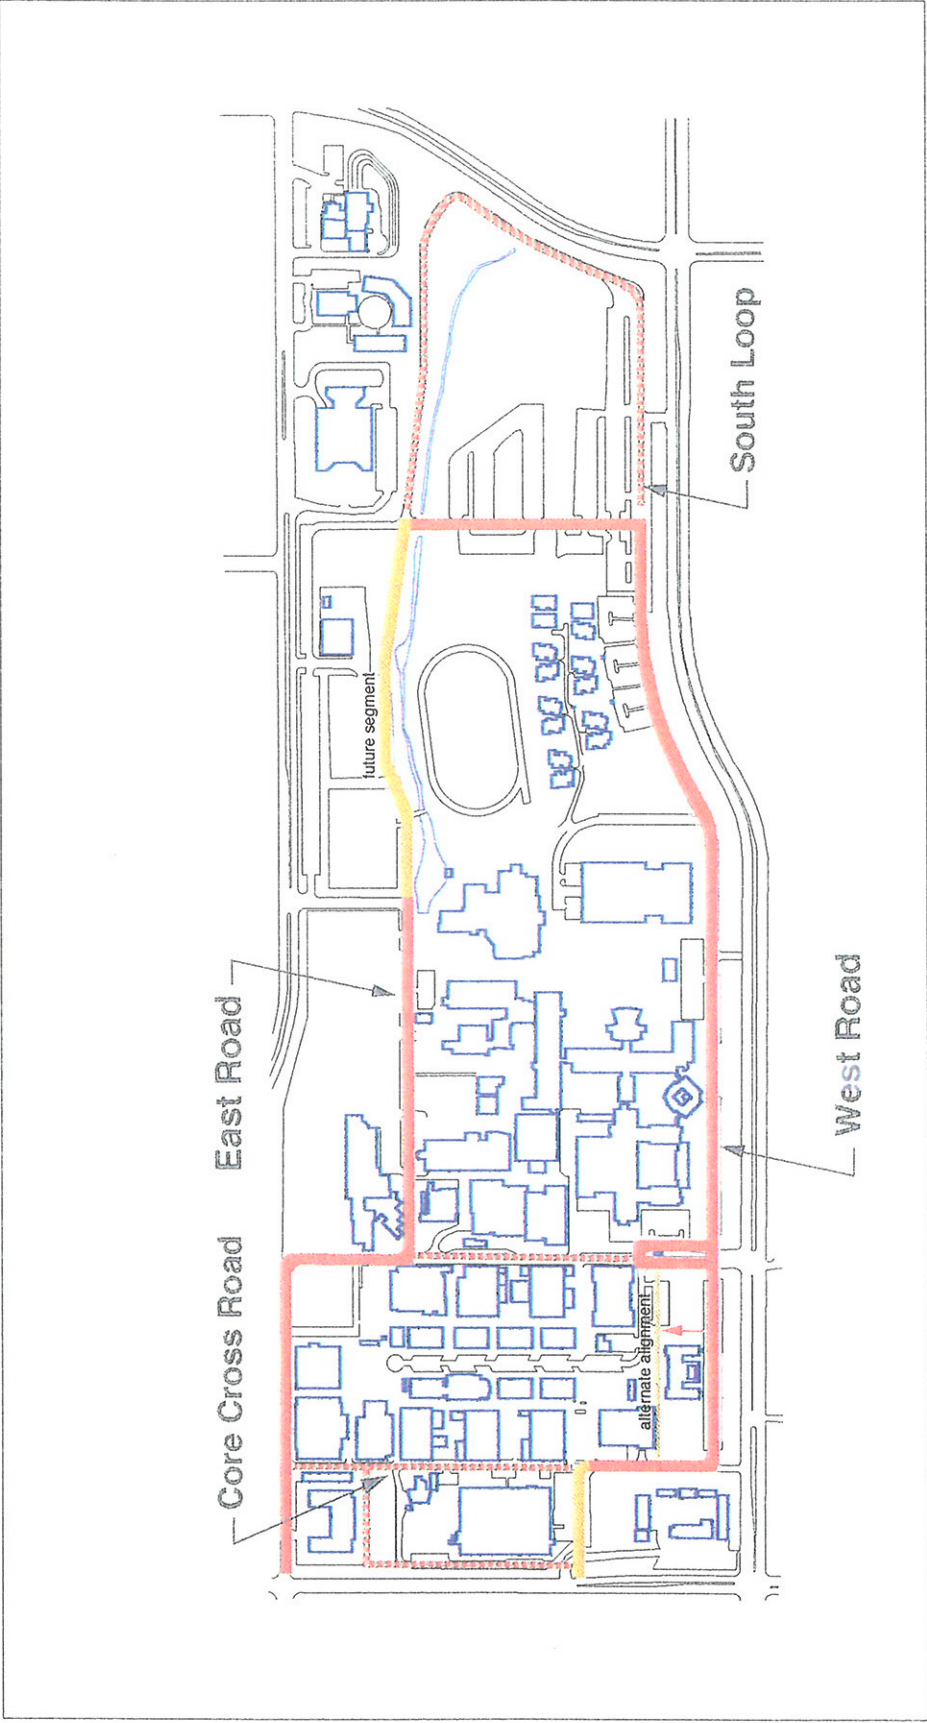 Core Cross Road
East Road
future segment
alternate alignment
South Loop
West Road